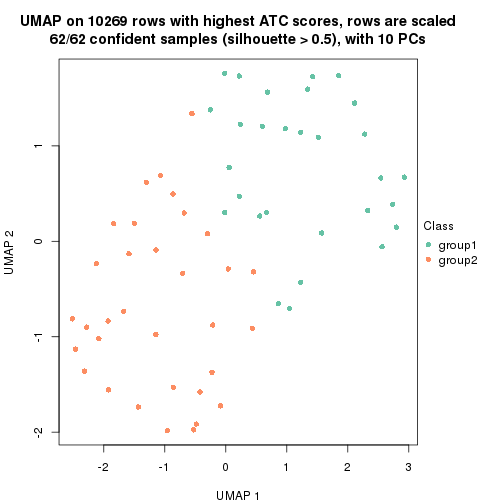 UMAP on 10269 rows with highest ATC scores, rows are scaled
62/62 confident samples (silhouette > 0.5), with 10 PCs
1
0
-1
-2
UMAP 2
-2
-1
0
1
2
3
UMAP 1
Class
group1
group2